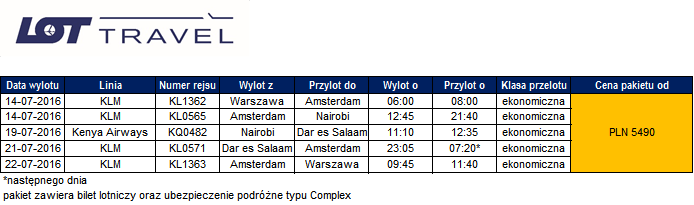 LOT TRAVEL
Data wylotu Linia Numer rejsu Wylot z Przylot do Wylot o Przylot o Klasa przelotu Cena pakietu od
14-07-2016 KLM KL1362 Warszawa Amsterdam 06:00 08:00 ekonomiczna
14-07-2016 KLM KL0565 Amsterdam Nairobi 12:45 21:40 ekonomiczna
19-07-2016 Kenya Airways KQ0482 Nairobi Dar es Salaam 11:10 12:35 ekonomiczna PLN 5490
21-07-2016 KLM KL0571 Dar es Salaam Amsterdam 23:05 07:20* ekonomiczna
22-07-2016 KLM KL1363 Amsterdam Warszawa 09:45 11:40 ekonomiczna
*następnego dnia
pakiet zawiera bilet lotniczy oraz ubezpieczenie podróżne typu Complex